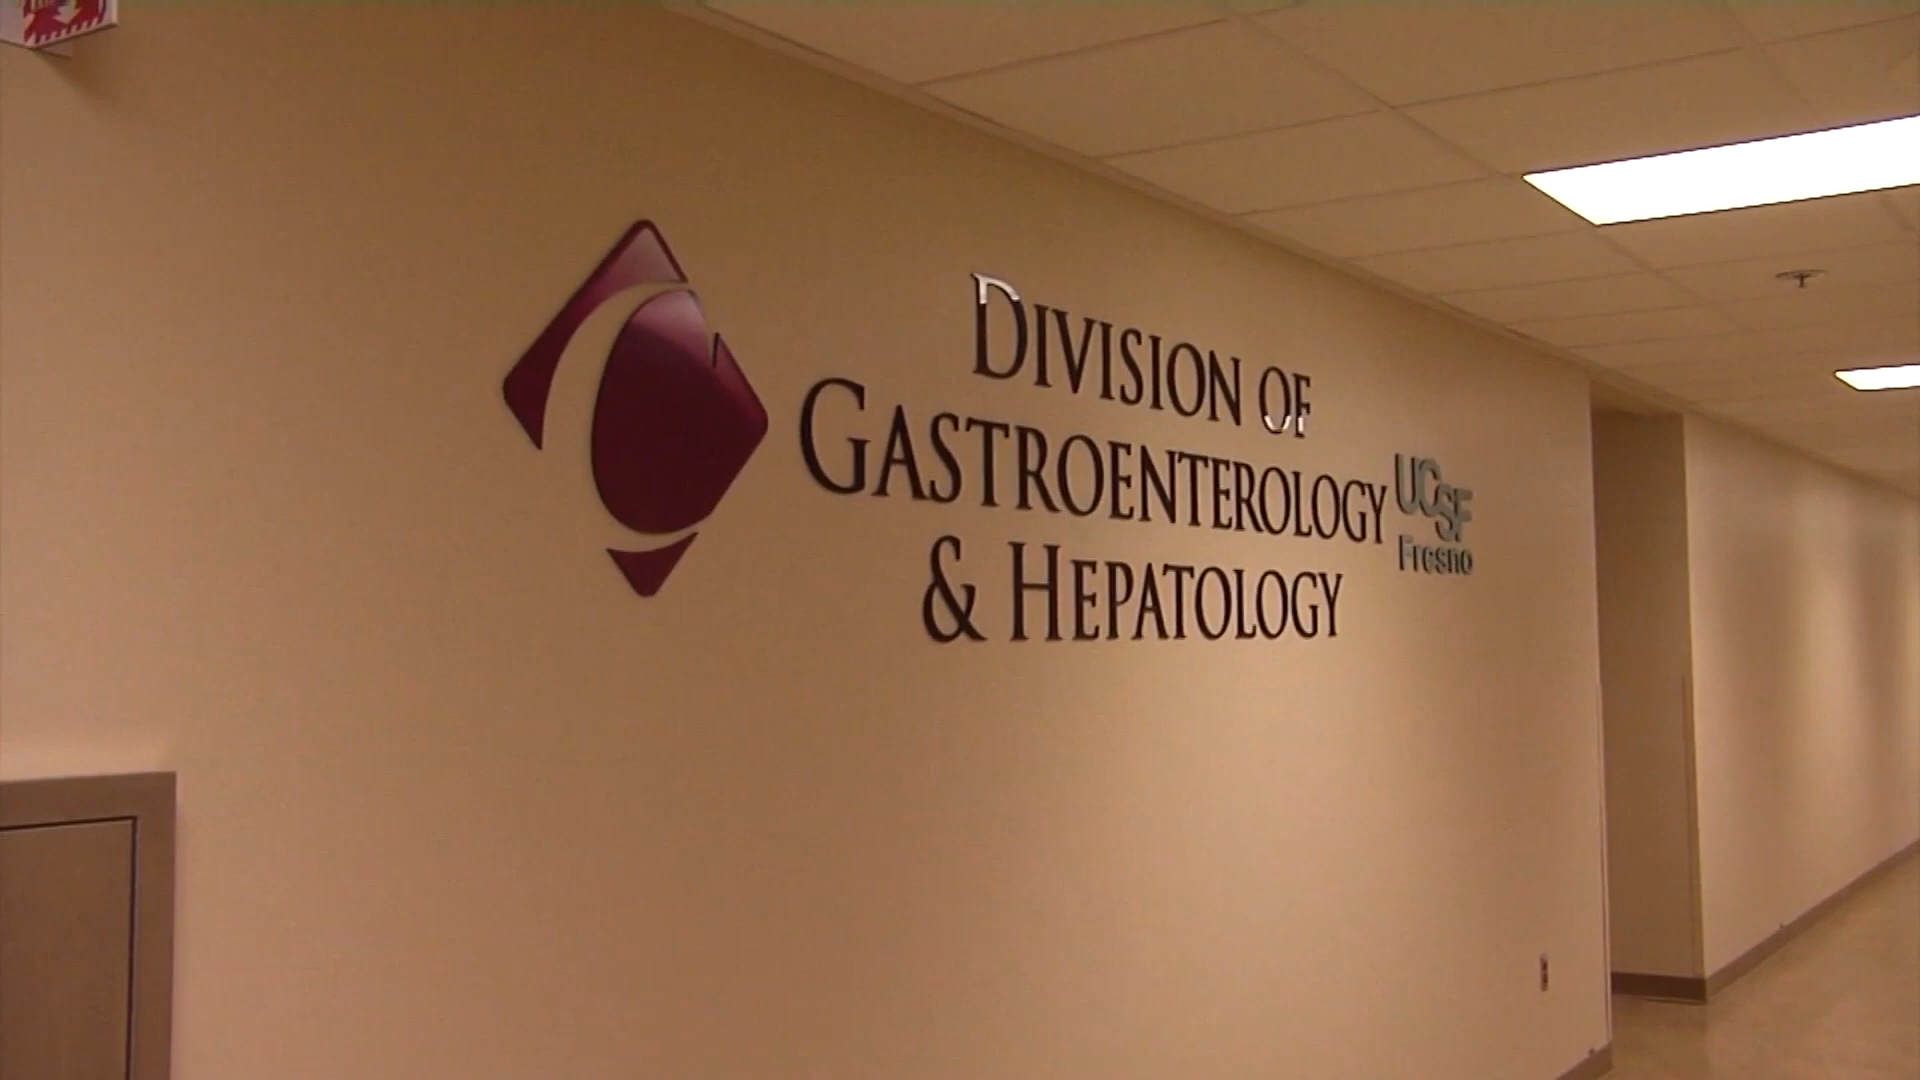 DIVISION OF
GASTROENTEROLOGY
& HEPATOLOGY
UCSF
Fresno